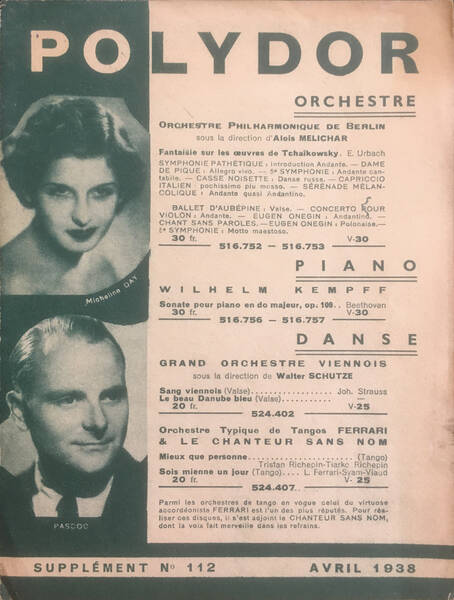 POLYDOR
ORCHESTRE
ORCHESTRE PHILHARMONIQUE DE BERLIN
sous la direction d'Alois MELICHAR
Fantaisie sur les œuvres de Tchaïkowsky. E. Urbach
SYMPHONIE PATHÉTIQUE : Introduction Andante. — DAME
DE PIQUE : Allegro vivo. — 5e SYMPHONIE : Andante can-
tabile. — CASSE NOISETTE : Danse russe. — CAPRICCIO
ITALIEN : pochissimo piu mosso. — SÉRÉNADE MÉLAN-
COLIQUE : Andante quasi Andantino.
BALLET D'AUBÉPINE : Valse. — CONCERTO POUR
VIOLON : Andante. — EUGEN ONEGIN : Andantino. —
CHANT SANS PAROLES. — EUGEN ONEGIN : Polonaise.—
SYMPHONIE : Motto maestoso.
30 fr. 516.752 — 516.753 V-30
Micheline DAY
PIANO
WILHELM KEMPFF
Sonate pour piano en do majeur, op. 109.. Beethovan
30 fr. 516.756 — 516.757 V-30
DANSE
GRAND ORCHESTRE VIENNOIS
sous la direction de Walter SCHUTZE
Sang viennois (Valse).................. Joh. Strauss
Le beau Danube bleu (Valse).......... —
20 fr. 524.402 V-25
Orchestre Typique de Tangos FERRARI
& LE CHANTEUR SANS NOM
Mieux que personne.................... (Tango)
Tristan Richepin-Tiarko Richepin
Sois mienne un jour (Tango).... L. Ferrari-Syam-Viaud
20 fr. 524.407 V- 25
PASDOC
Parmi les orchestres de tango en vogue celui du virtuose
accordéoniste FERRARI est l'un des plus réputés. Pour réa-
liser ces disques, il s'est adjoint le CHANTEUR SANS NOM,
dont la voix fait merveille dans les refrains.
SUPPLÉMENT No 112 AVRIL 1938